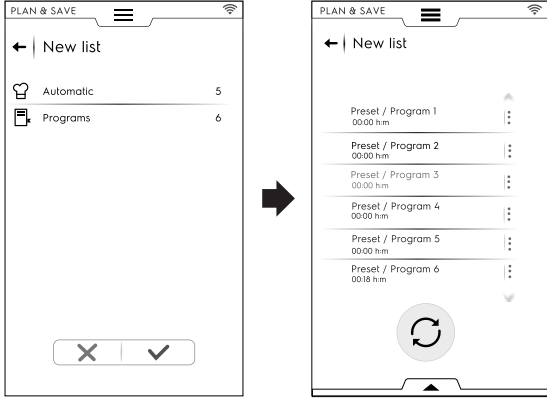 PLAN & SAVE
New list
Automatic 5
Programs 6
PLAN & SAVE
New list
Preset / Program 1
00:00 h:m
Preset / Program 2
00:00 h:m
Preset / Program 3
00:00 h:m
Preset / Program 4
00:00 h:m
Preset / Program 5
00:00 h:m
Preset / Program 6
00:18 h:m